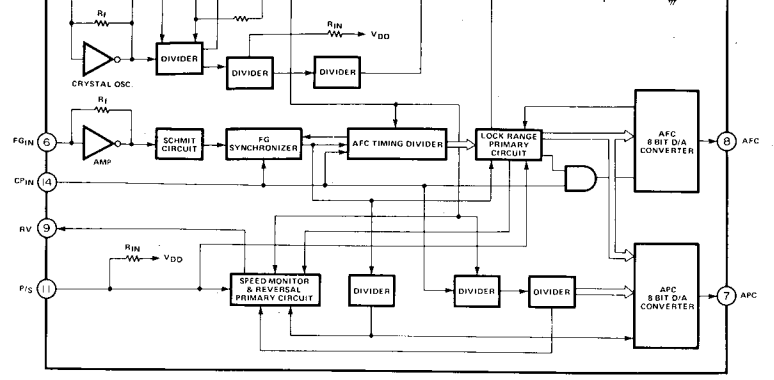 Rf
RIN
VDD
DIVIDER
DIVIDER
DIVIDER
CRYSTAL OSC.
Rf
FGIN
6
AMP
SCHMIT
CIRCUIT
FG
SYNCHRONIZER
AFC TIMING DIVIDER
LOCK RANGE
PRIMARY
CIRCUIT
AFC
8 BIT D/A
CONVERTER
8
AFC
CPIN
14
RV
9
RIN
VDD
P/S
11
SPEED MONITOR
& REVERSAL
PRIMARY CIRCUIT
DIVIDER
DIVIDER
DIVIDER
APC
8 BIT D/A
CONVERTER
7
APC